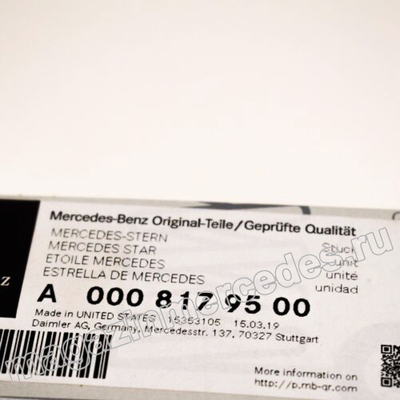 Mercedes-Benz Original-Teile/Geprüfte Qualität
MERCEDES-STERN Stück
MERCEDES STAR unit
ETOILE MERCEDES unité
ESTRELLA DE MERCEDES unidad
z
A 000 817 95 00
Made in UNITED STATES 15353105 15.03.19
Daimler AG, Germany, Mercedesstr. 137, 70327 Stuttgart
More information on
http://p.mb-qr.com
magazinmercedes.ru